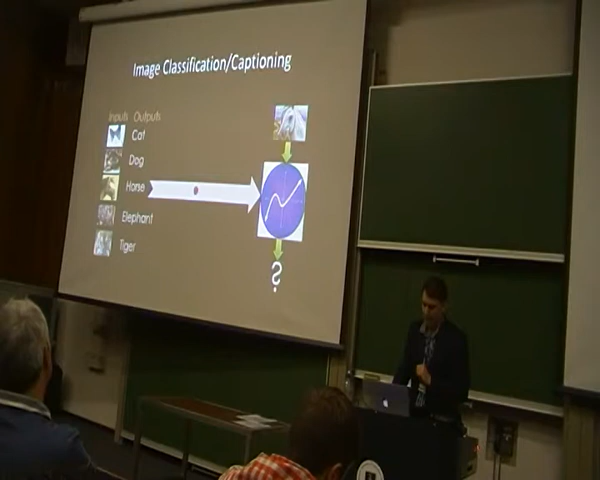 Image Classification/Captioning
Inputs Outputs
Cat
Dog
Horse
Elephant
Tiger
?